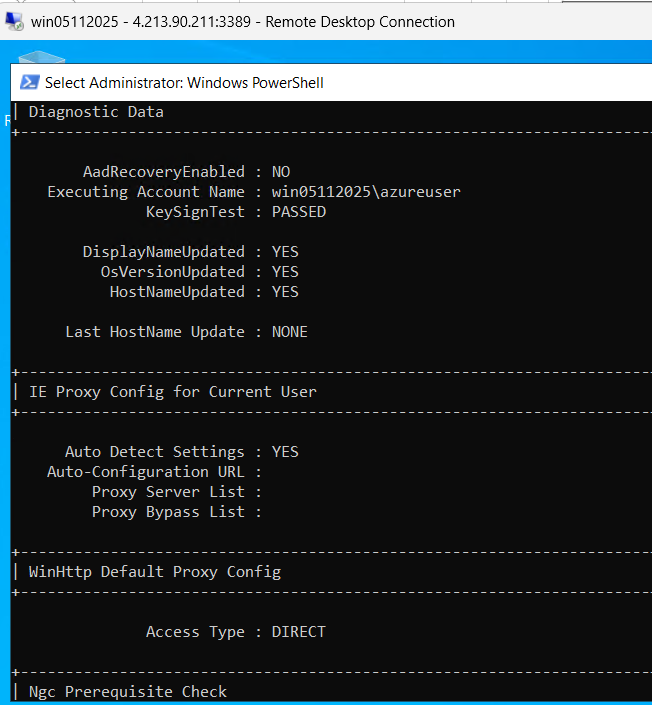 win05112025 - 4.213.90.211:3389 - Remote Desktop Connection
Select Administrator: Windows PowerShell
| Diagnostic Data
+----------------------------------------------------------------------
AadRecoveryEnabled : NO
Executing Account Name : win05112025\azureuser
KeySignTest : PASSED
DisplayNameUpdated : YES
OsVersionUpdated : YES
HostNameUpdated : YES
Last HostName Update : NONE
+----------------------------------------------------------------------
| IE Proxy Config for Current User
+----------------------------------------------------------------------
Auto Detect Settings : YES
Auto-Configuration URL :
Proxy Server List :
Proxy Bypass List :
+----------------------------------------------------------------------
| WinHttp Default Proxy Config
+----------------------------------------------------------------------
Access Type : DIRECT
+----------------------------------------------------------------------
| Ngc Prerequisite Check